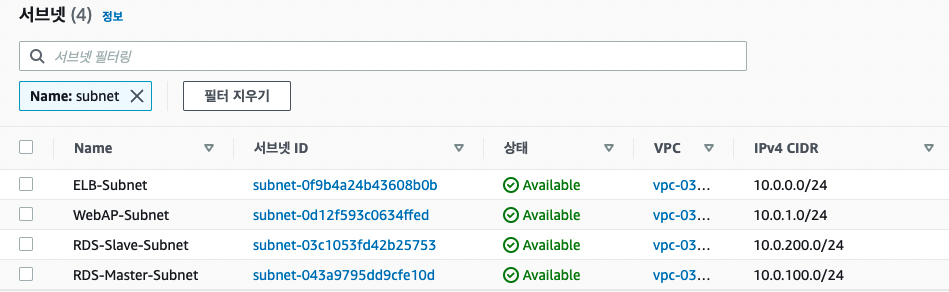 서브넷 (4) 정보
서브넷 필터링
Name: subnet
필터 지우기
Name 서브넷 ID 상태 VPC IPv4 CIDR
ELB-Subnet subnet-0f9b4a24b43608b0b Available vpc-03... 10.0.0.0/24
WebAP-Subnet subnet-0d12f593c0634ffed Available vpc-03... 10.0.1.0/24
RDS-Slave-Subnet subnet-03c1053fd42b25753 Available vpc-03... 10.0.200.0/24
RDS-Master-Subnet subnet-043a9795dd9cfe10d Available vpc-03... 10.0.100.0/24